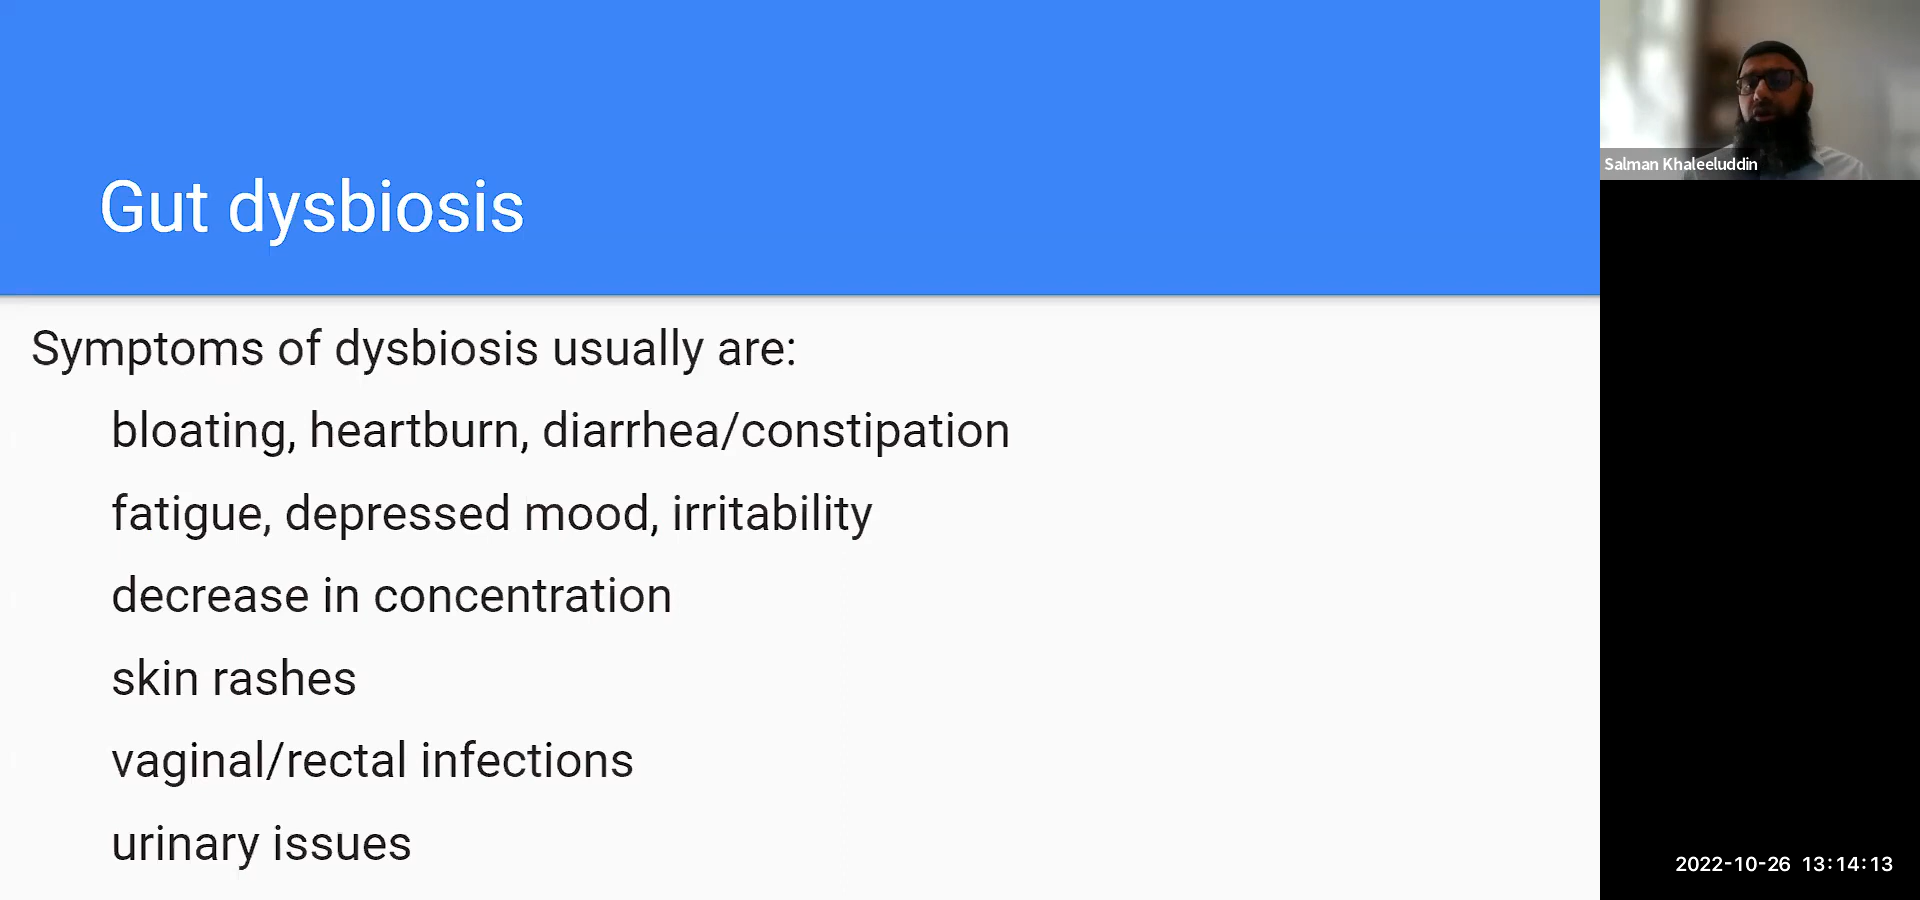 Gut dysbiosis
Symptoms of dysbiosis usually are:
bloating, heartburn, diarrhea/constipation
fatigue, depressed mood, irritability
decrease in concentration
skin rashes
vaginal/rectal infections
urinary issues
Salman Khaleeluddin
2022-10-26 13:14:13